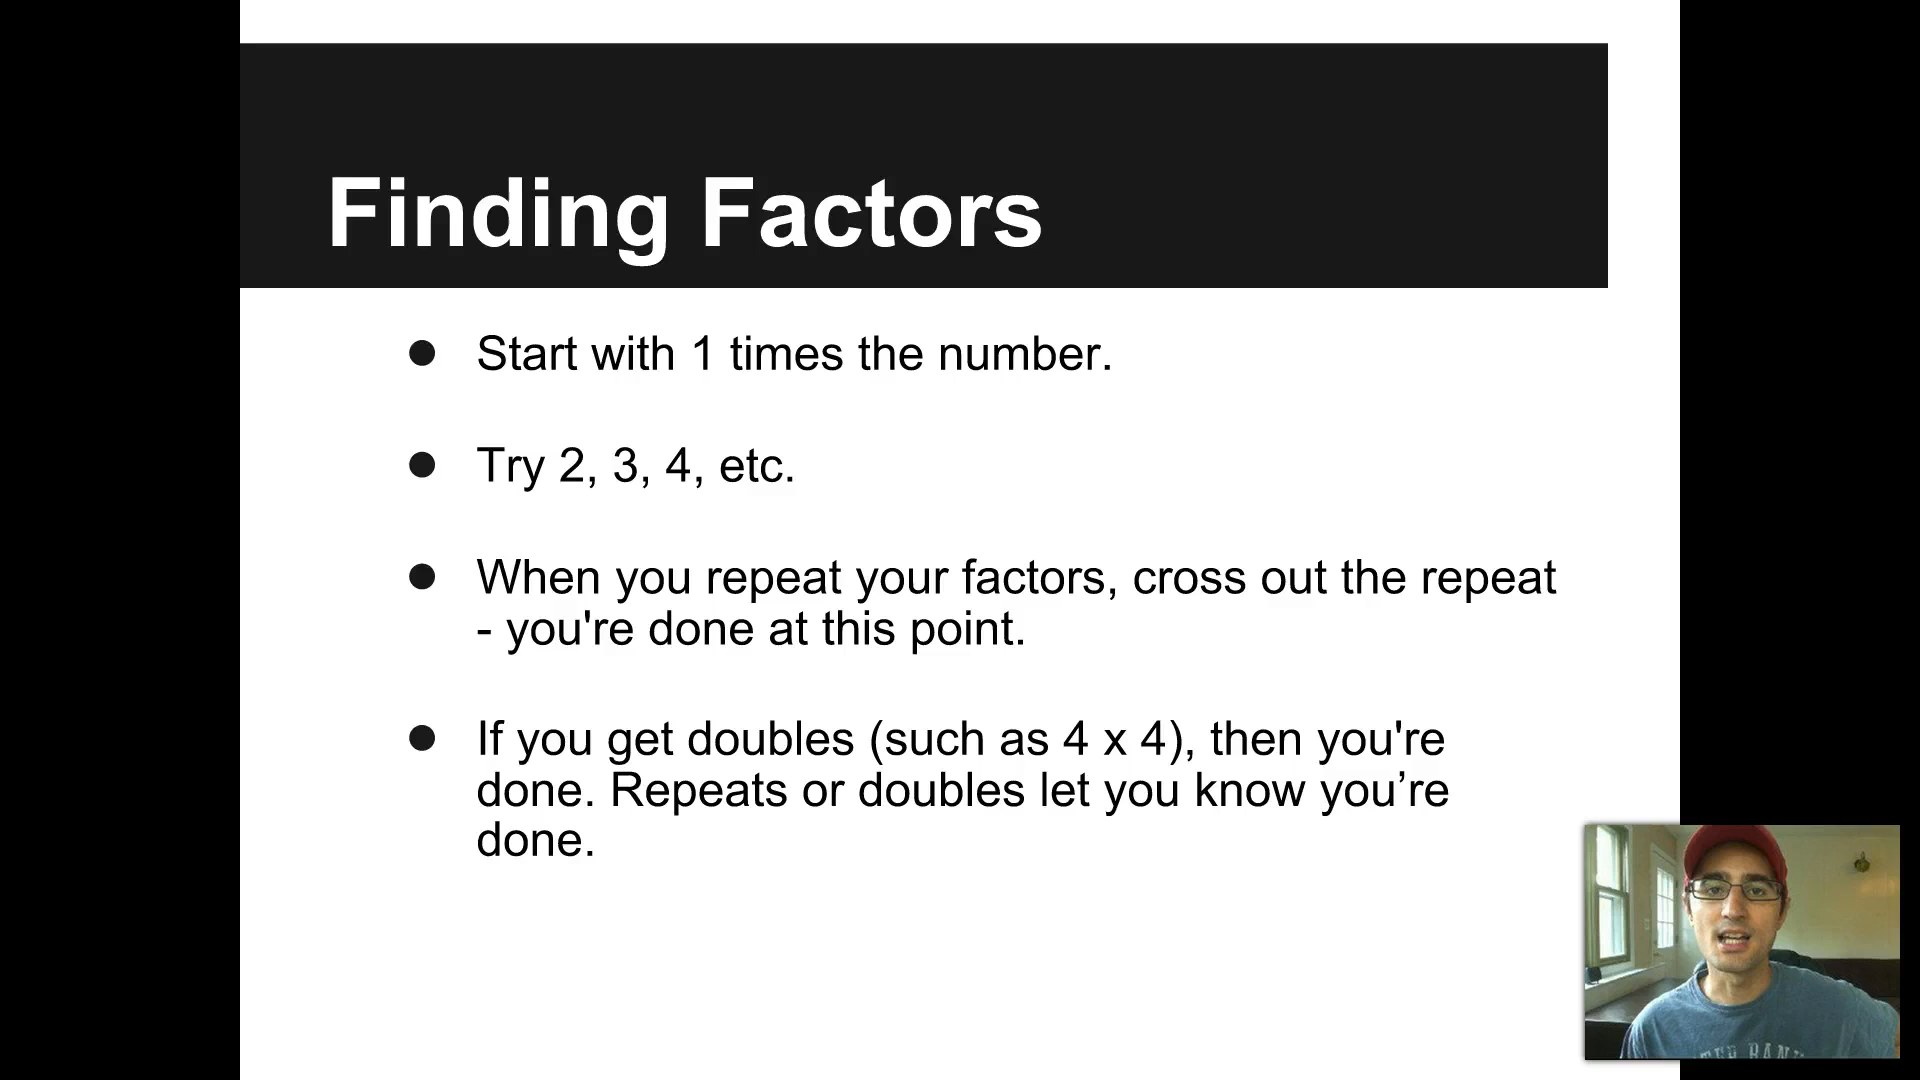 Finding Factors
Start with 1 times the number.
Try 2, 3, 4, etc.
When you repeat your factors, cross out the repeat
- you're done at this point.
If you get doubles (such as 4 x 4), then you're
done. Repeats or doubles let you know you’re
done.